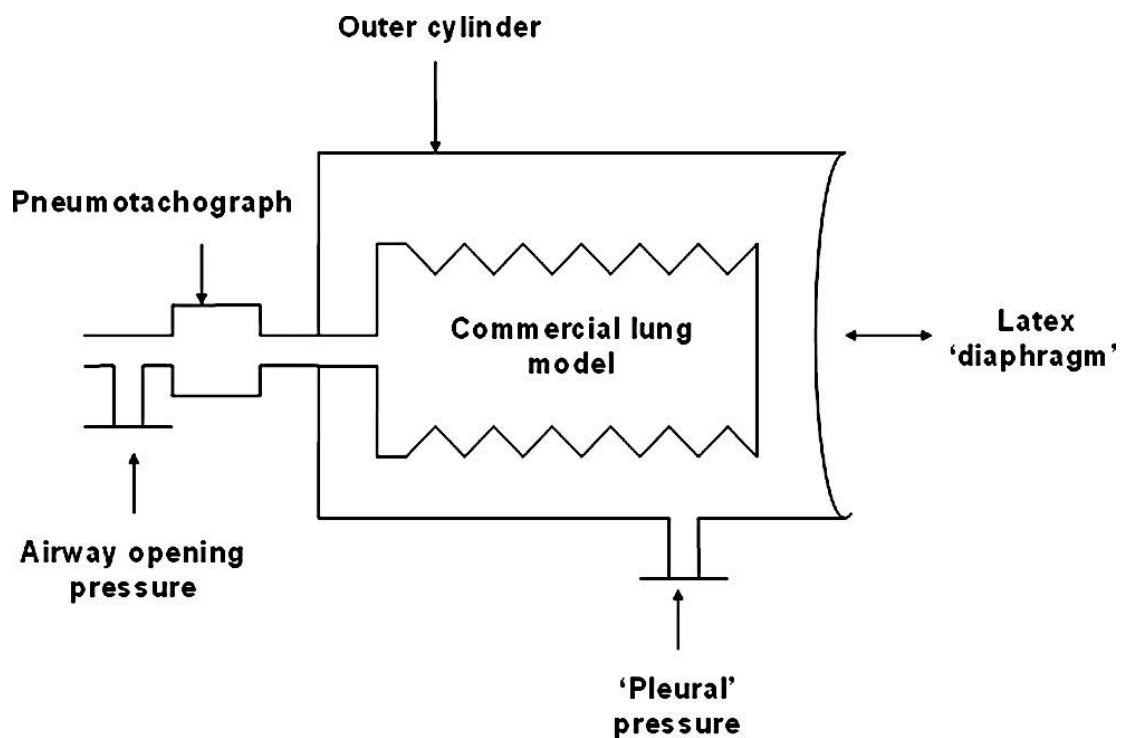 Outer cylinder
Pneumotachograph
Commercial lung
model
Latex
‘diaphragm’
Airway opening
pressure
‘Pleural’
pressure